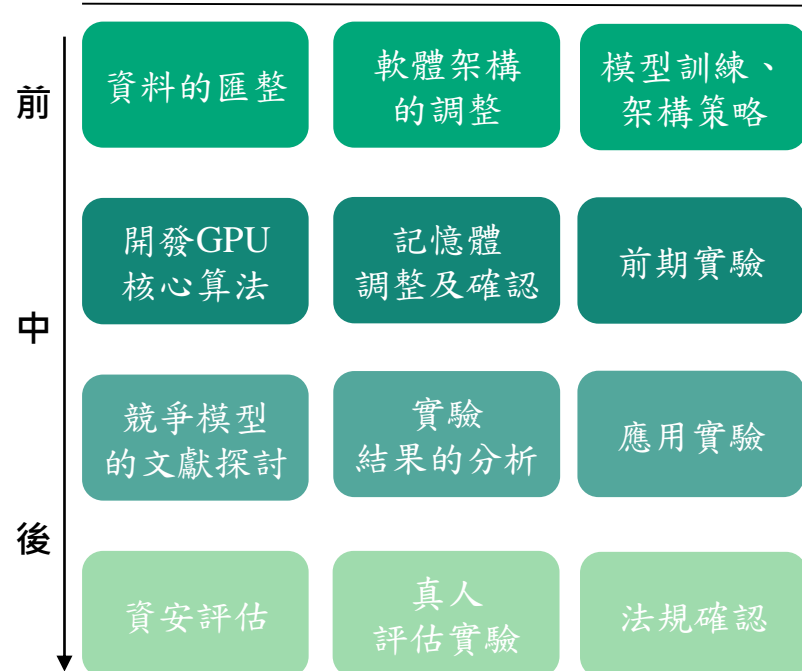 前
資料的匯整
軟體架構
的調整
模型訓練、
架構策略
開發GPU
核心算法
記憶體
調整及確認
前期實驗
中
競爭模型
的文獻探討
實驗
結果的分析
應用實驗
後
資安評估
真人
評估實驗
法規確認